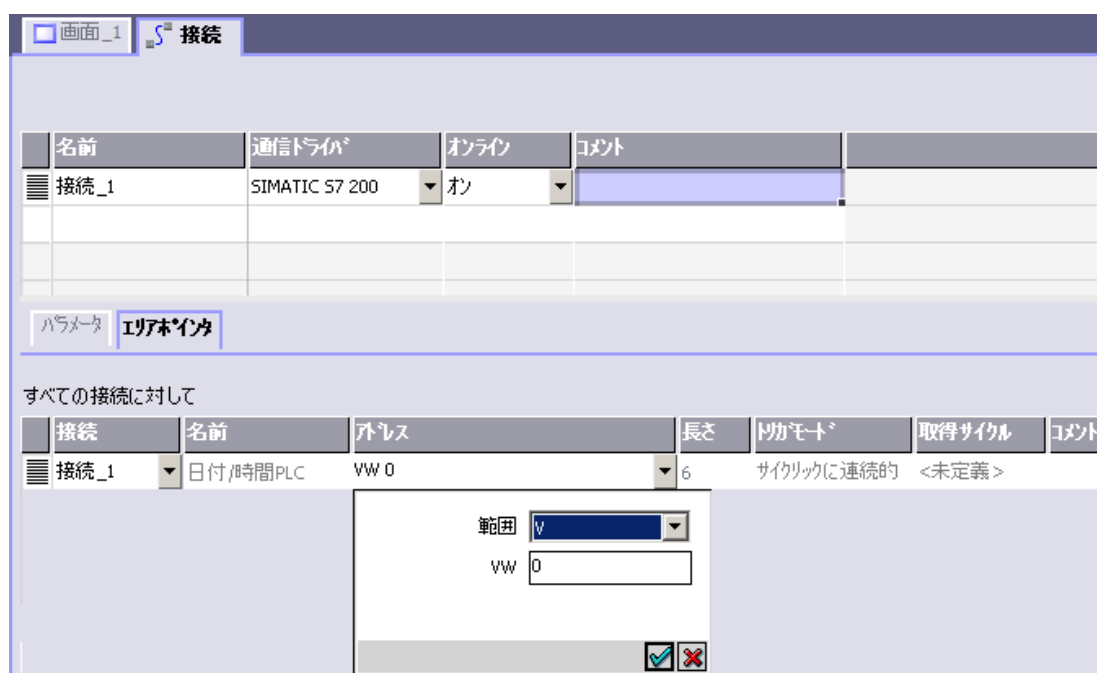 画面_1 接続
名前 通信ドライバ オンライン コメント
接続_1 SIMATIC S7 200 オン
パラメータ エリアポインタ
すべての接続に対して
接続 名前 アドレス 長さ トリガモード 取得サイクル コメント
接続_1 日付/時間PLC VW 0 6 サイクリックに連続的 <未定義>
範囲 V
VW 0